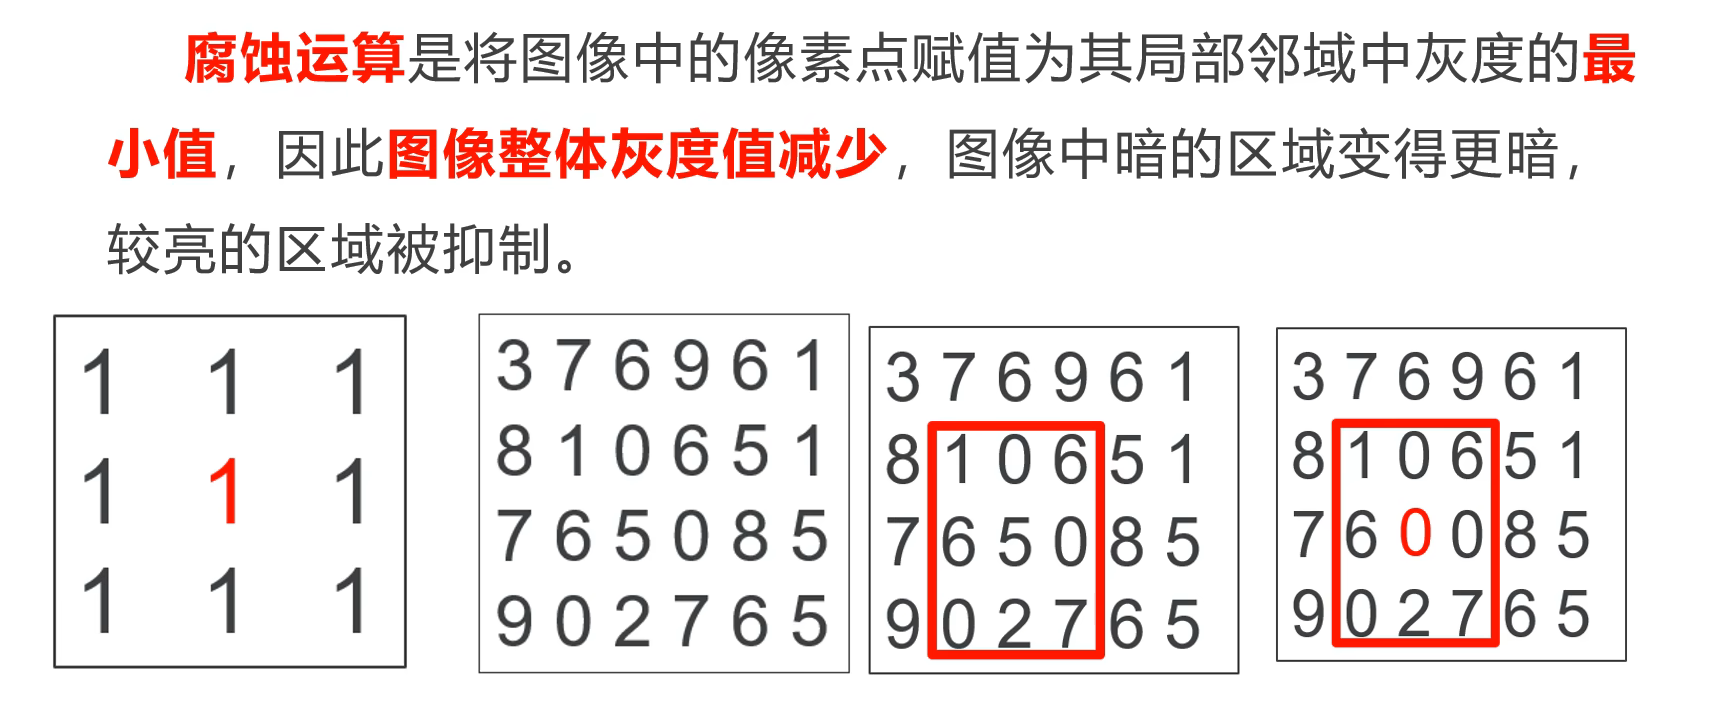 腐蚀运算是将图像中的像素点赋值为其局部邻域中灰度的最
小值，因此图像整体灰度值减少，图像中暗的区域变得更暗，
较亮的区域被抑制。
1 1 1
1 1 1
1 1 1
3 7 6 9 6 1
8 1 0 6 5 1
7 6 5 0 8 5
9 0 2 7 6 5
3 7 6 9 6 1
8 1 0 6 5 1
7 6 5 0 8 5
9 0 2 7 6 5
3 7 6 9 6 1
8 1 0 6 5 1
7 6 0 0 8 5
9 0 2 7 6 5